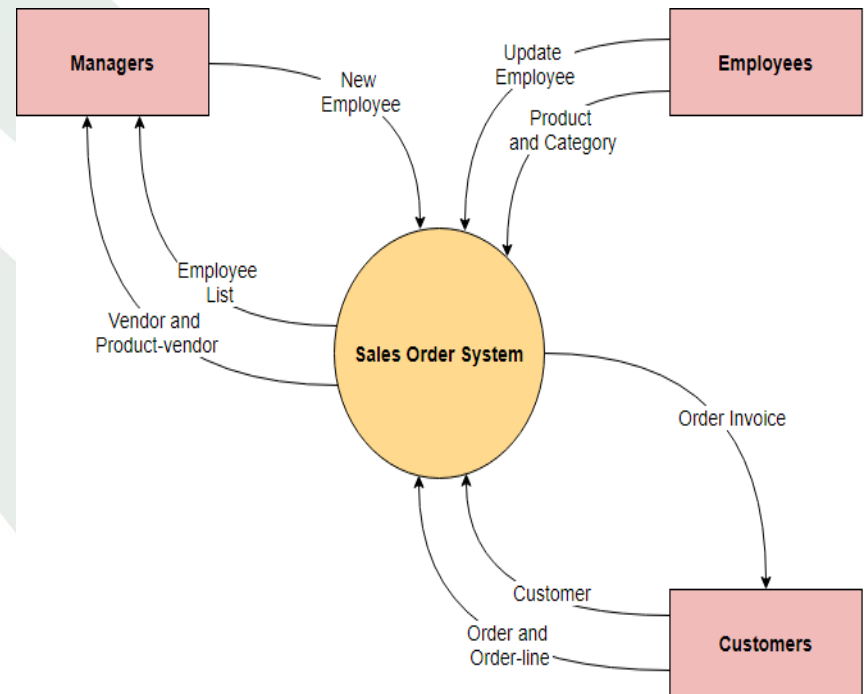 Managers
New
Employee
Update
Employee
Employees
Product
and Category
Employee
List
Vendor and
Product-vendor
Sales Order System
Order Invoice
Customer
Order and
Order-line
Customers